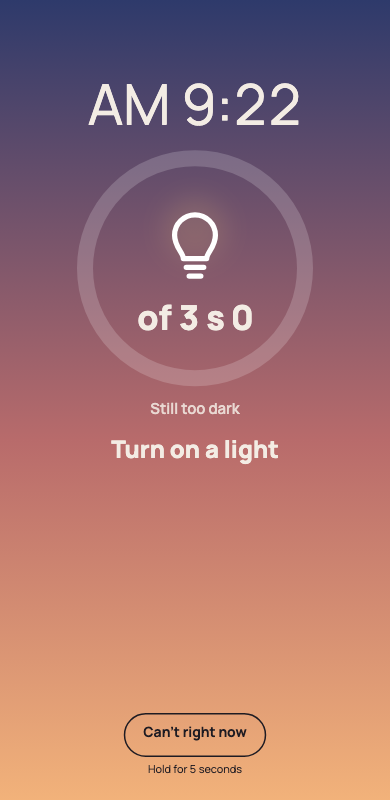 AM 9:22
of 3 s 0
Still too dark
Turn on a light
Can't right now
Hold for 5 seconds